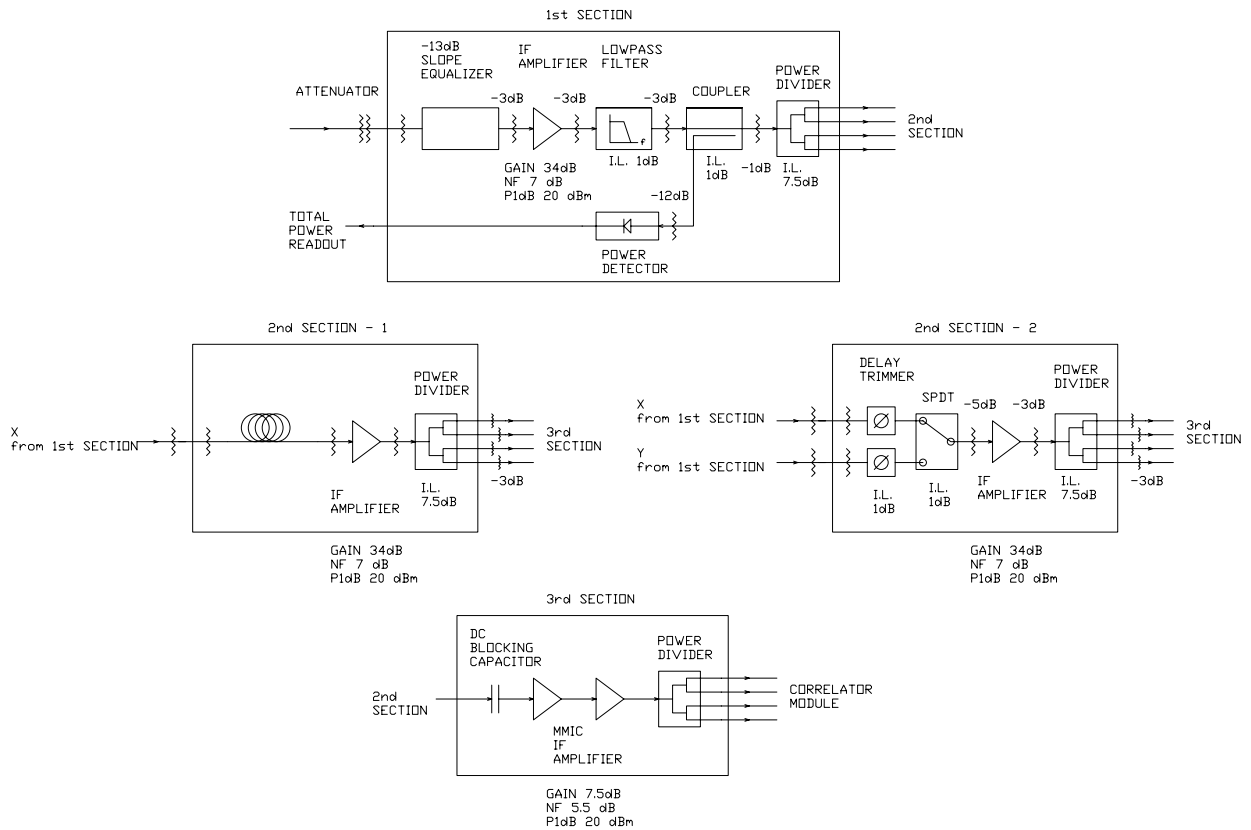 1st SECTION
-13dB
SLOPE
EQUALIZER
IF
AMPLIFIER
LOWPASS
FILTER
POWER
DIVIDER
ATTENUATOR
-3dB
-3dB
-3dB
COUPLER
2nd
SECTION
f
I.L. 1dB
I.L.
1dB
-1dB
I.L.
7.5dB
GAIN 34dB
NF 7 dB
P1dB 20 dBm
-12dB
TOTAL
POWER
READOUT
POWER
DETECTOR
2nd SECTION - 1
POWER
DIVIDER
X
from 1st SECTION
3rd
SECTION
-3dB
I.L.
7.5dB
IF
AMPLIFIER
GAIN 34dB
NF 7 dB
P1dB 20 dBm
2nd SECTION - 2
DELAY
TRIMMER
SPDT
-5dB
-3dB
POWER
DIVIDER
X
from 1st SECTION
Y
from 1st SECTION
3rd
SECTION
-3dB
I.L.
1dB
I.L.
1dB
IF
AMPLIFIER
I.L.
7.5dB
GAIN 34dB
NF 7 dB
P1dB 20 dBm
3rd SECTION
DC
BLOCKING
CAPACITOR
POWER
DIVIDER
2nd
SECTION
CORRELATOR
MODULE
MMIC
IF
AMPLIFIER
GAIN 7.5dB
NF 5.5 dB
P1dB 20 dBm